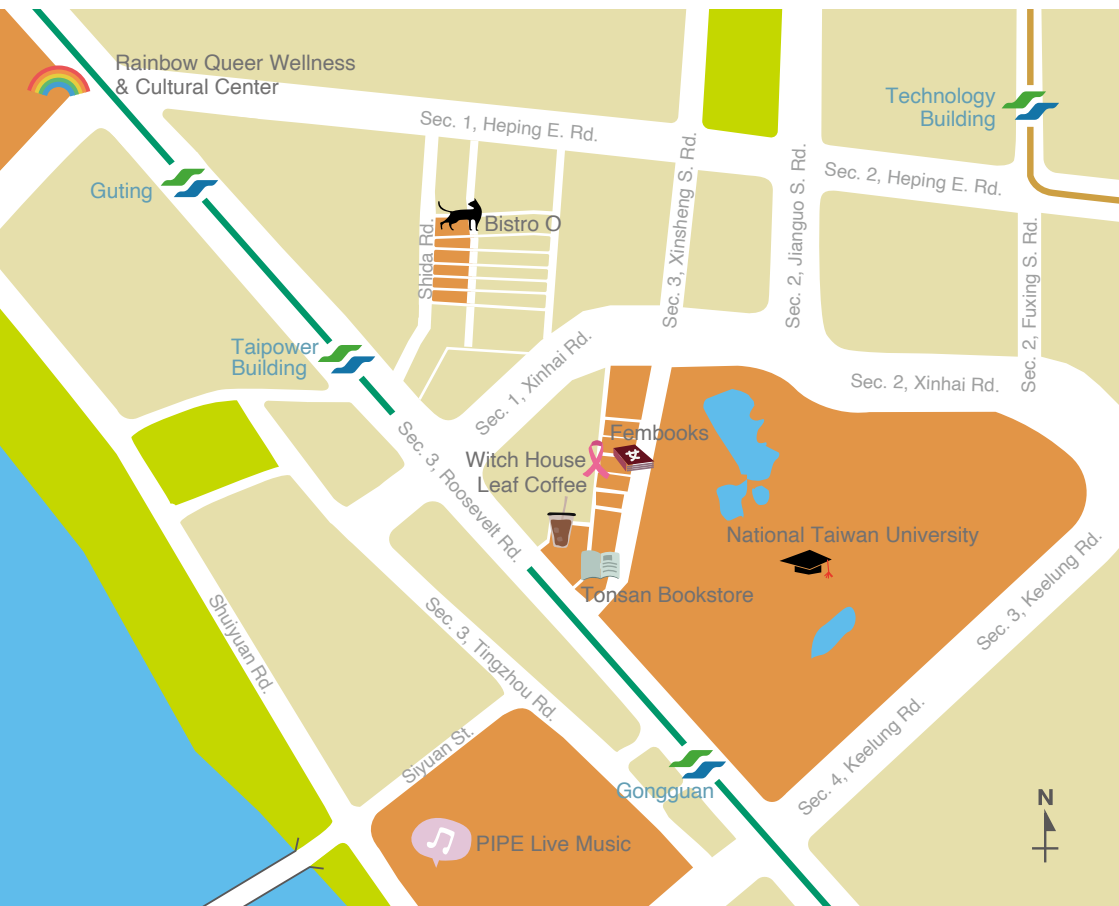 Rainbow Queer Wellness
& Cultural Center
Sec. 1, Heping E. Rd.
Technology
Building
Guting
Sec. 2, Heping E. Rd.
Bistro O
Shida Rd.
Sec. 3, Xinsheng S. Rd.
Sec. 2, Jianguo S. Rd.
Sec. 2, Fuxing S. Rd.
Taipower
Building
Sec. 1, Xinhai Rd.
Sec. 2, Xinhai Rd.
Sec. 3, Roosevelt Rd.
Fembooks
Witch House
Leaf Coffee
National Taiwan University
Tonsan Bookstore
Shuiyuan Rd.
Sec. 3, Tingzhou Rd.
Sec. 3, Keelung Rd.
Siyuan St.
Sec. 4, Keelung Rd.
Gongguan
N
PIPE Live Music